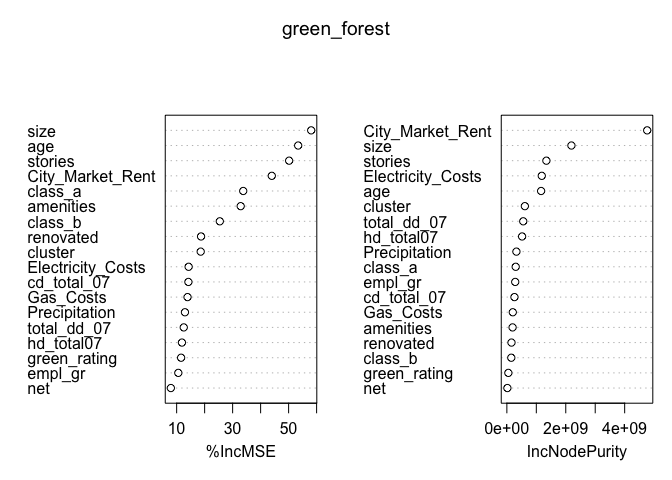 green_forest
size
age
stories
City_Market_Rent
class_a
amenities
class_b
renovated
cluster
Electricity_Costs
cd_total_07
Gas_Costs
Precipitation
total_dd_07
hd_total07
green_rating
empl_gr
net
10 30 50
%IncMSE
City_Market_Rent
size
stories
Electricity_Costs
age
cluster
total_dd_07
hd_total07
Precipitation
class_a
empl_gr
cd_total_07
Gas_Costs
amenities
renovated
class_b
green_rating
net
0e+00 2e+09 4e+09
IncNodePurity